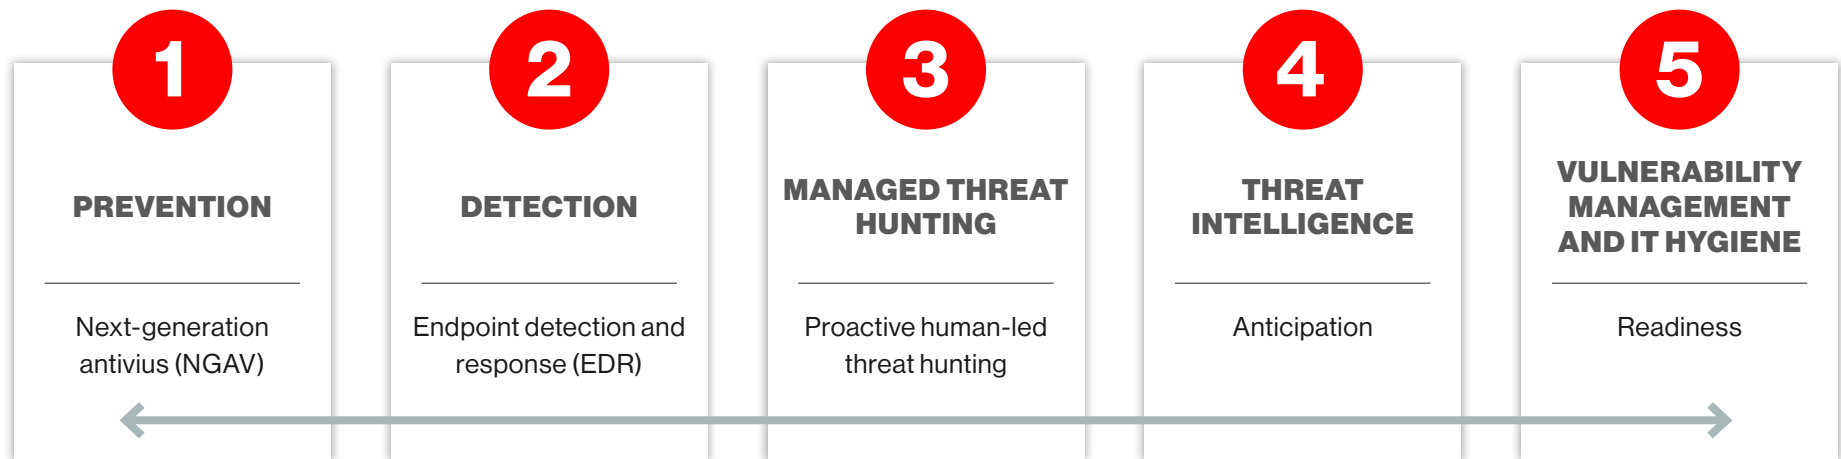 1
PREVENTION
Next-generation
antivius (NGAV)
2
DETECTION
Endpoint detection and
response (EDR)
3
MANAGED THREAT
HUNTING
Proactive human-led
threat hunting
4
THREAT
INTELLIGENCE
Anticipation
5
VULNERABILITY
MANAGEMENT
AND IT HYGIENE
Readiness